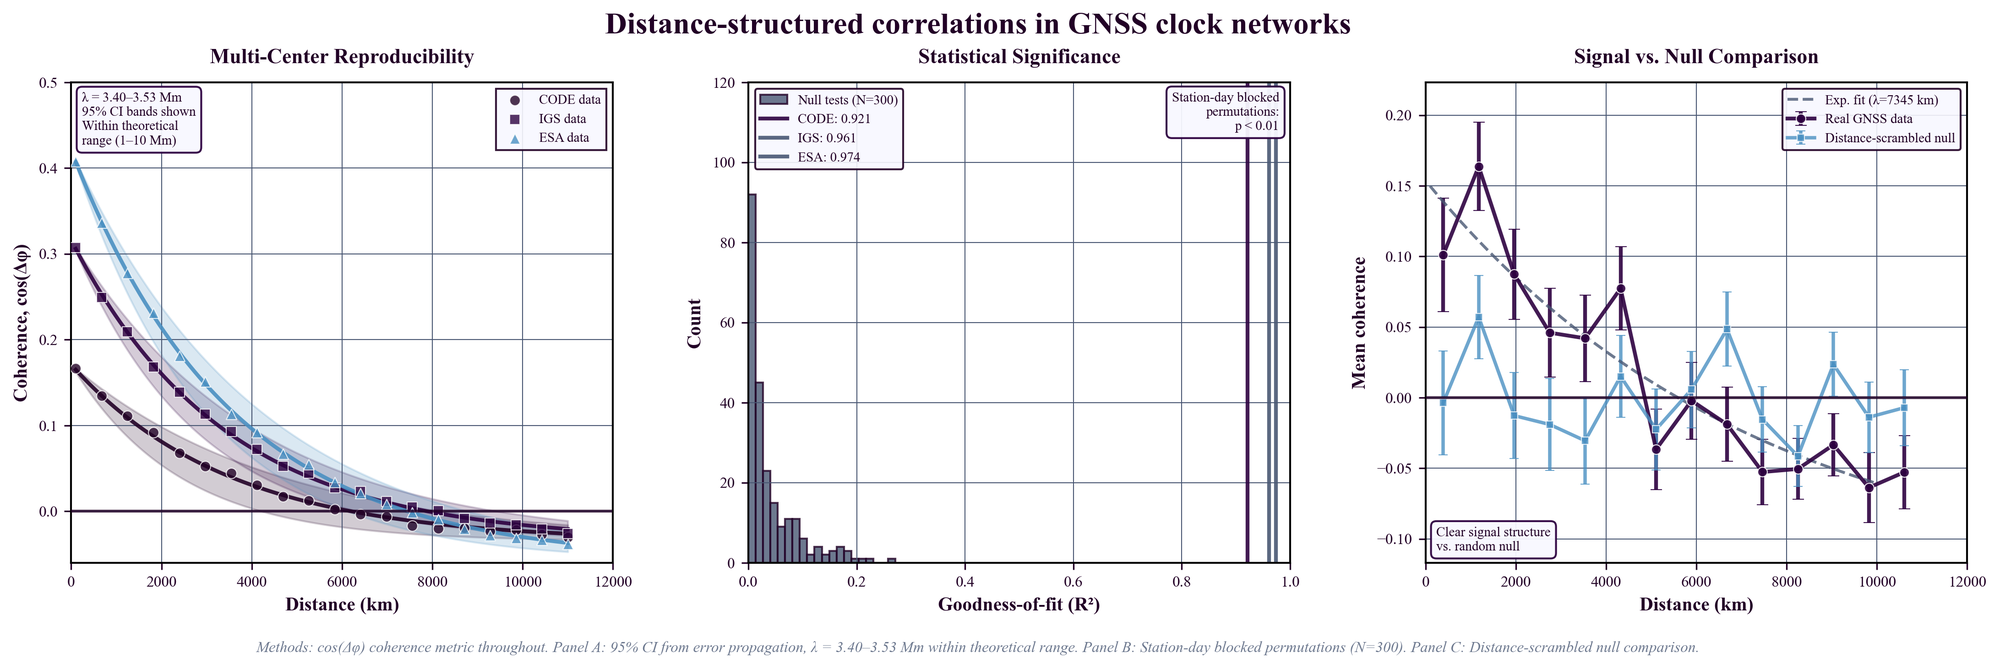 Distance-structured correlations in GNSS clock networks
Multi-Center Reproducibility
λ = 3.40–3.53 Mm
95% CI bands shown
Within theoretical
range (1–10 Mm)
CODE data
IGS data
ESA data
Coherence, cos(Δφ)
0.5
0.4
0.3
0.2
0.1
0.0
0
2000
4000
6000
8000
10000
12000
Distance (km)
Statistical Significance
Null tests (N=300)
CODE: 0.921
IGS: 0.961
ESA: 0.974
Station-day blocked
permutations:
p < 0.01
Count
120
100
80
60
40
20
0
0.0
0.2
0.4
0.6
0.8
1.0
Goodness-of-fit (R²)
Signal vs. Null Comparison
Exp. fit (λ=7345 km)
Real GNSS data
Distance-scrambled null
Mean coherence
0.20
0.15
0.10
0.05
0.00
−0.05
−0.10
Clear signal structure
vs. random null
0
2000
4000
6000
8000
10000
12000
Distance (km)
Methods: cos(Δφ) coherence metric throughout. Panel A: 95% CI from error propagation, λ = 3.40–3.53 Mm within theoretical range. Panel B: Station-day blocked permutations (N=300). Panel C: Distance-scrambled null comparison.